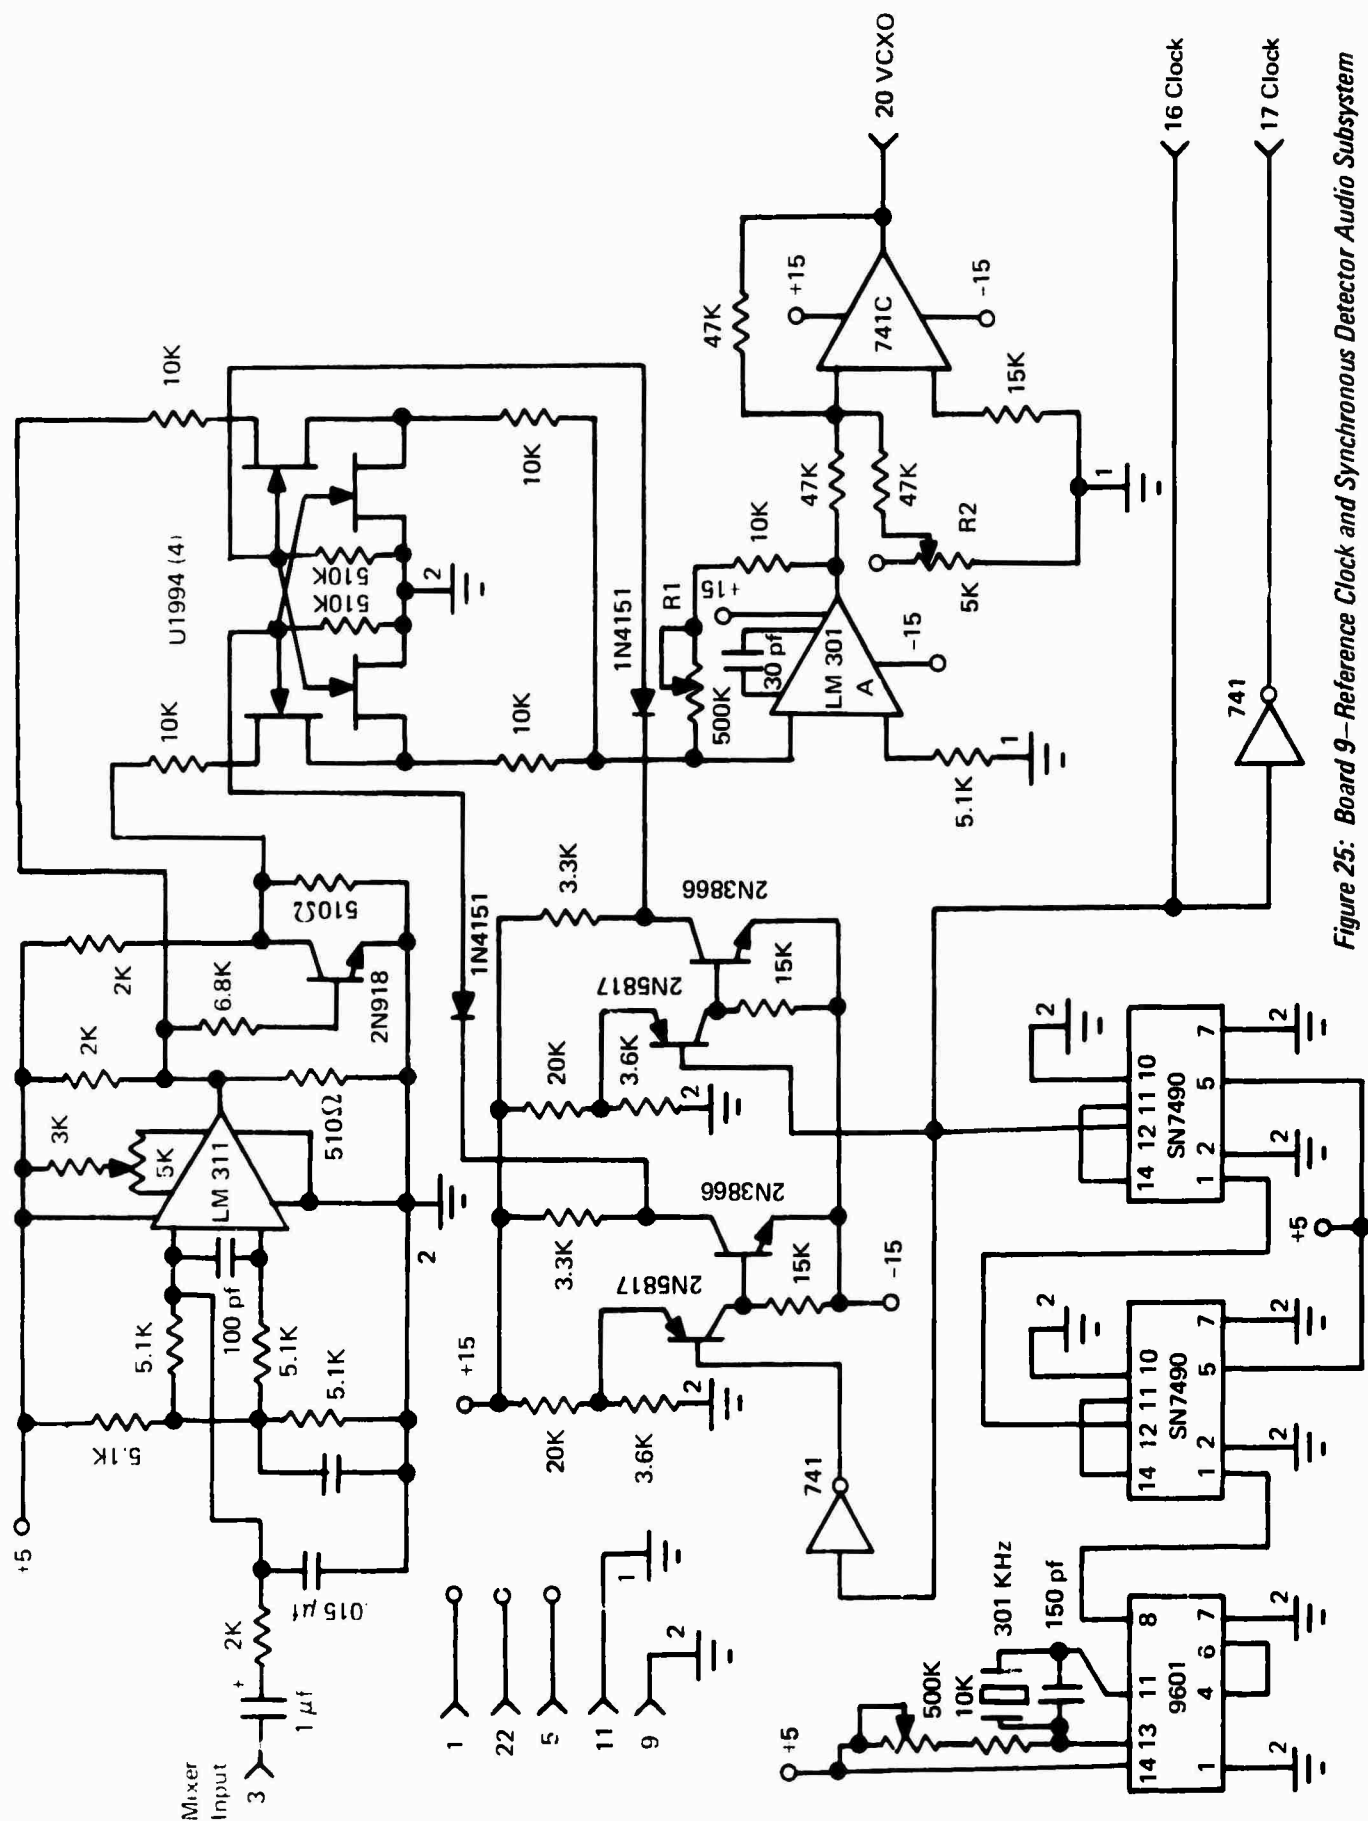 +5
Mixer
Input
3
1 μf
+
2K
.015 μf
5.1K
5.1K
100 pf
5.1K
5.1K
LM 311
5K
3K
2K
510Ω
6.8K
2K
2N918
510Ω
2
10K
10K
U1994 (4)
510K
510K
2
10K
10K
1N4151
1N4151
1
22
5
11
9
1
2
+15
20K
3.6K
2
2N5817
3.3K
2N3866
15K
-15
20K
3.6K
2
2N5817
3.3K
2N3866
15K
741
R1
500K
+15
10K
30 pf
LM 301
A
-15
5.1K
1
47K
47K
47K
R2
5K
+15
741C
-15
15K
1
20 VCXO
16 Clock
17 Clock
741
+5
500K
10K
301 KHz
150 pf
14 13 11 8
9601
1 4 6 7
2
2
14 12 11 10
SN7490
1 2 5 7
2
2
2
14 12 11 10
SN7490
1 2 5 7
2
2
2
+5
Figure 25: Board 9—Reference Clock and Synchronous Detector Audio Subsystem